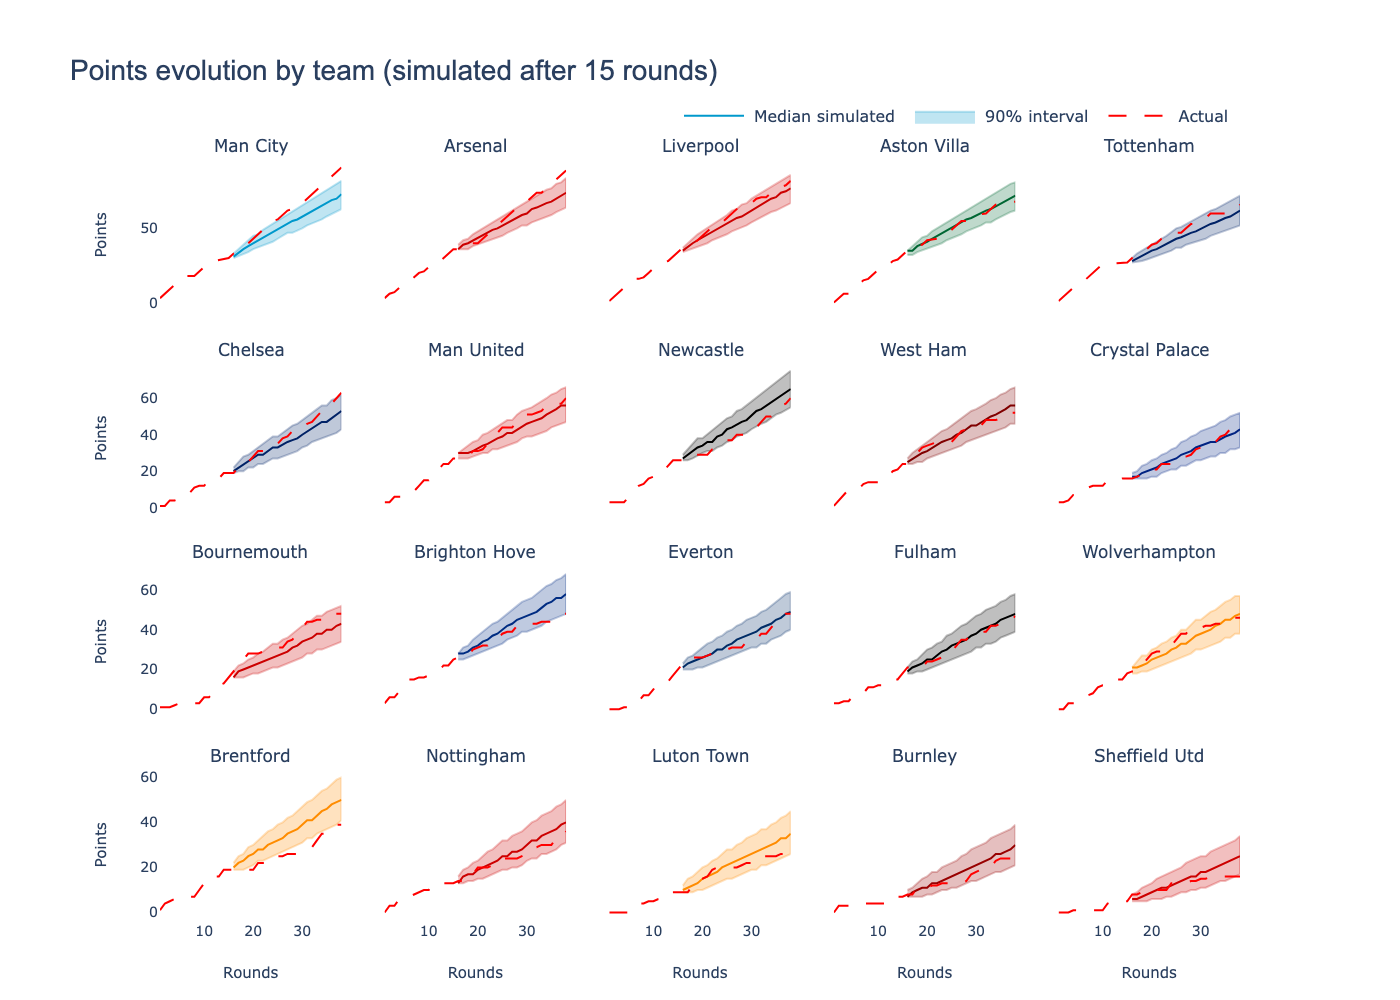 Points evolution by team (simulated after 15 rounds)
Median simulated 90% interval Actual
Man City Arsenal Liverpool Aston Villa Tottenham
Points
50
0
Chelsea Man United Newcastle West Ham Crystal Palace
Points
60
40
20
0
Bournemouth Brighton Hove Everton Fulham Wolverhampton
Points
60
40
20
0
Brentford Nottingham Luton Town Burnley Sheffield Utd
Points
60
40
20
0
10 20 30 10 20 30 10 20 30 10 20 30 10 20 30
Rounds Rounds Rounds Rounds Rounds